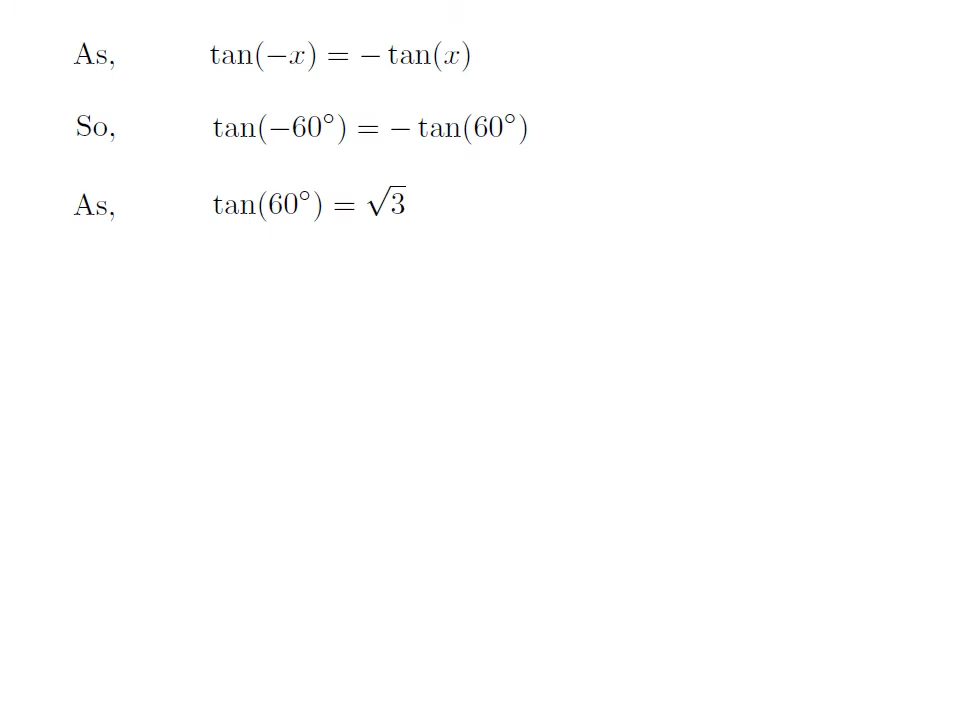 As, tan(−x) = − tan(x)
So, tan(−60°) = − tan(60°)
As, tan(60°) = √3